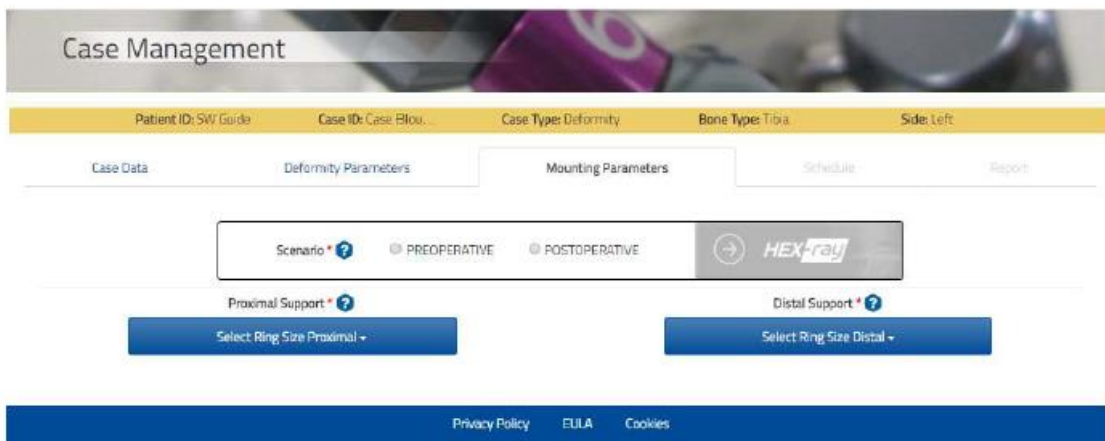 Case Management
Patient ID: SW Guide Case ID: Case Blou... Case Type: Deformity Bone Type: Tibia Side: Left
Case Data Deformity Parameters Mounting Parameters Schedule Report
Scenario * ? PREOPERATIVE POSTOPERATIVE HEX-ray
Proximal Support * ? Distal Support * ?
Select Ring Size Proximal Select Ring Size Distal
Privacy Policy EULA Cookies